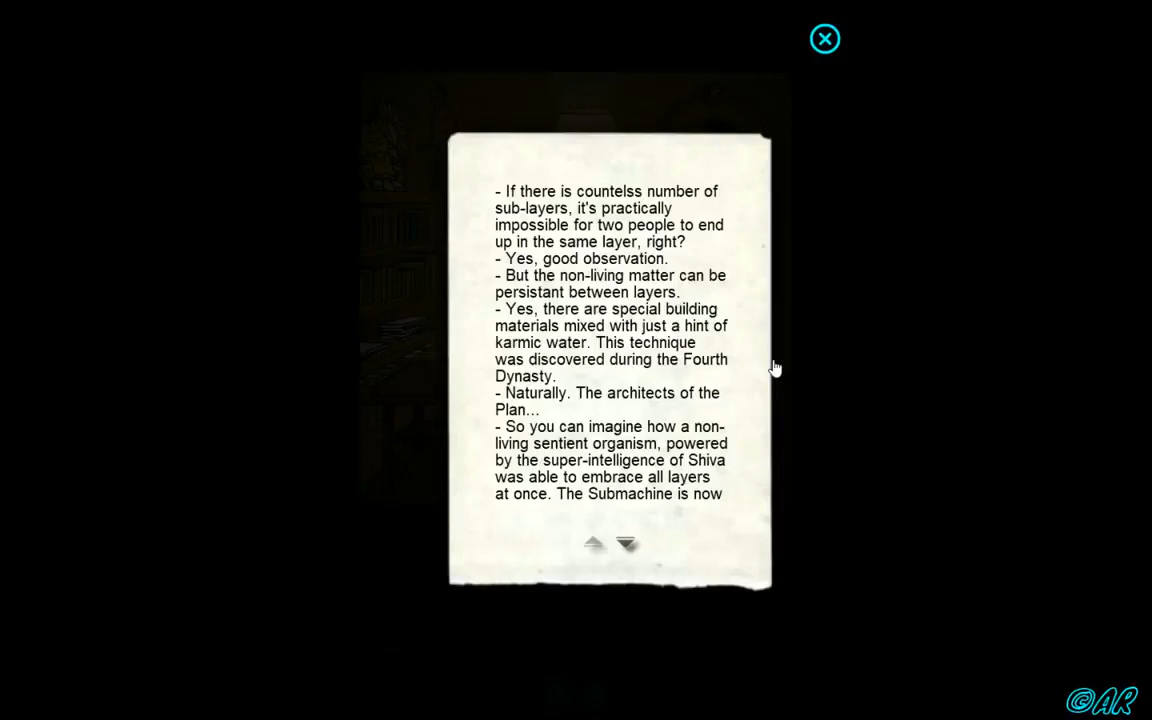 - If there is countelss number of
sub-layers, it's practically
impossible for two people to end
up in the same layer, right?
- Yes, good observation.
- But the non-living matter can be
persistant between layers.
- Yes, there are special building
materials mixed with just a hint of
karmic water. This technique
was discovered during the Fourth
Dynasty.
- Naturally. The architects of the
Plan...
- So you can imagine how a non-
living sentient organism, powered
by the super-intelligence of Shiva
was able to embrace all layers
at once. The Submachine is now
©AR